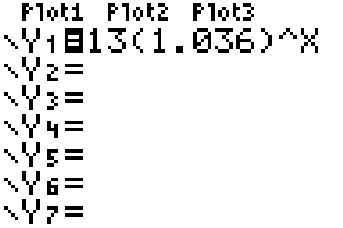 Plot1 Plot2 Plot3
\Y₁=13(1.036)^X
\Y₂=
\Y₃=
\Y₄=
\Y₅=
\Y₆=
\Y₇=